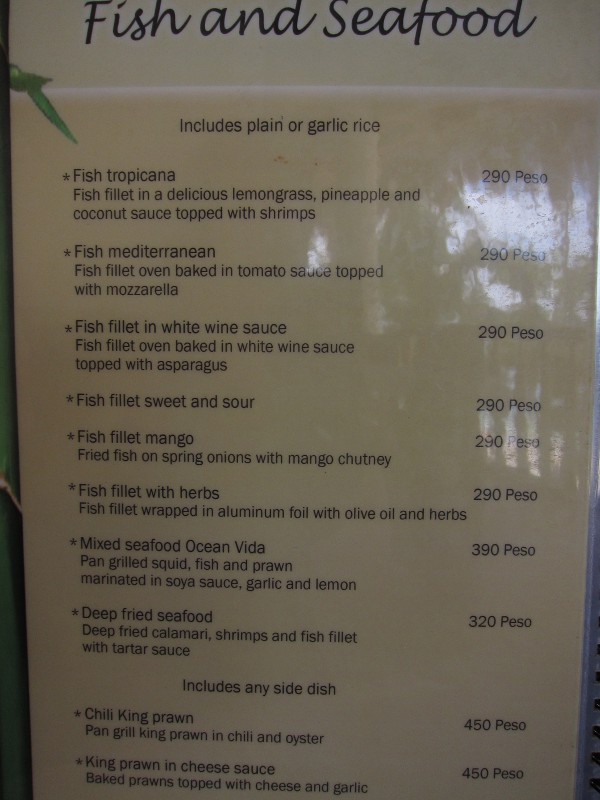 Fish and Seafood
Includes plain or garlic rice
*Fish tropicana 290 Peso
Fish fillet in a delicious lemongrass, pineapple and
coconut sauce topped with shrimps
*Fish mediterranean 290 Peso
Fish fillet oven baked in tomato sauce topped
with mozzarella
*Fish fillet in white wine sauce 290 Peso
Fish fillet oven baked in white wine sauce
topped with asparagus
*Fish fillet sweet and sour 290 Peso
*Fish fillet mango 290 Peso
Fried fish on spring onions with mango chutney
*Fish fillet with herbs 290 Peso
Fish fillet wrapped in aluminum foil with olive oil and herbs
*Mixed seafood Ocean Vida 390 Peso
Pan grilled squid, fish and prawn
marinated in soya sauce, garlic and lemon
*Deep fried seafood 320 Peso
Deep fried calamari, shrimps and fish fillet
with tartar sauce
Includes any side dish
*Chili King prawn 450 Peso
Pan grill king prawn in chili and oyster
*King prawn in cheese sauce 450 Peso
Baked prawns topped with cheese and garlic